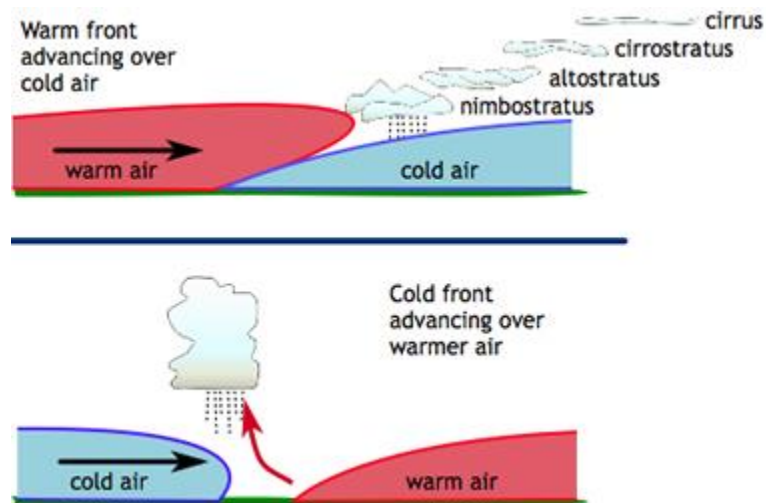 Warm front
advancing over
cold air
cirrus
cirrostratus
altostratus
nimbostratus
warm air
cold air
Cold front
advancing over
warmer air
cold air
warm air